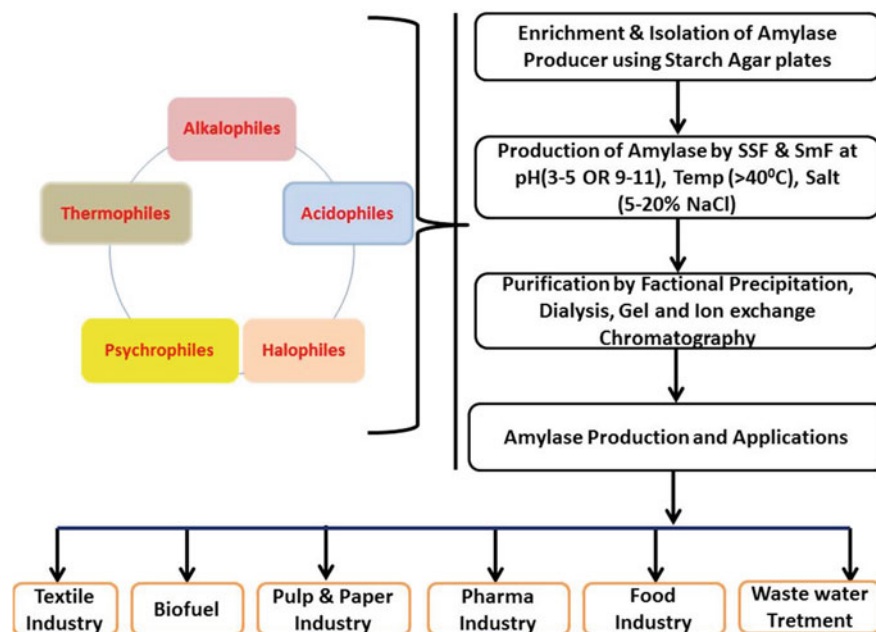 Alkalophiles
Thermophiles
Acidophiles
Psychrophiles
Halophiles
Enrichment & Isolation of Amylase
Producer using Starch Agar plates
Production of Amylase by SSF & SmF at
pH(3-5 OR 9-11), Temp (>40⁰C), Salt
(5-20% NaCl)
Purification by Factional Precipitation,
Dialysis, Gel and Ion exchange
Chromatography
Amylase Production and Applications
Textile
Industry
Biofuel
Pulp & Paper
Industry
Pharma
Industry
Food
Industry
Waste water
Tretment